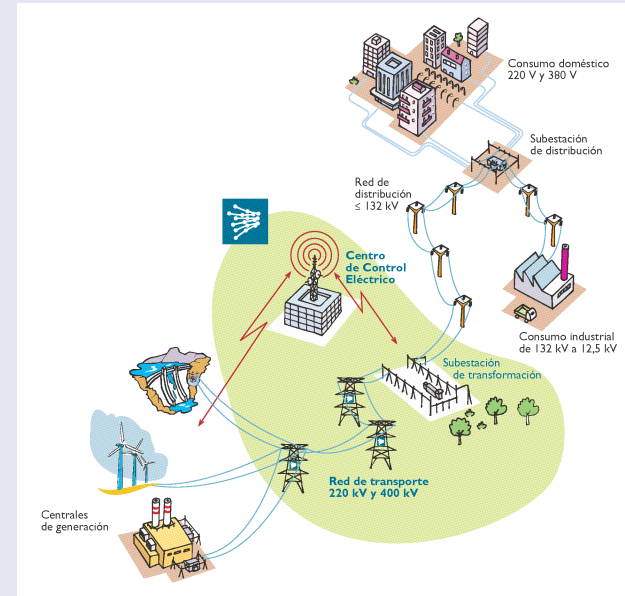 Consumo doméstico
220 V y 380 V
Subestación
de distribución
Red de
distribución
≤ 132 kV
Centro
de Control
Eléctrico
Consumo industrial
de 132 kV a 12,5 kV
Subestación
de transformación
Red de transporte
220 kV y 400 kV
Centrales
de generación